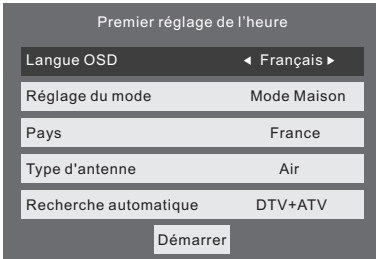 Premier réglage de l'heure
Langue OSD ◀ Français ▶
Réglage du mode Mode Maison
Pays France
Type d'antenne Air
Recherche automatique DTV+ATV
Démarrer